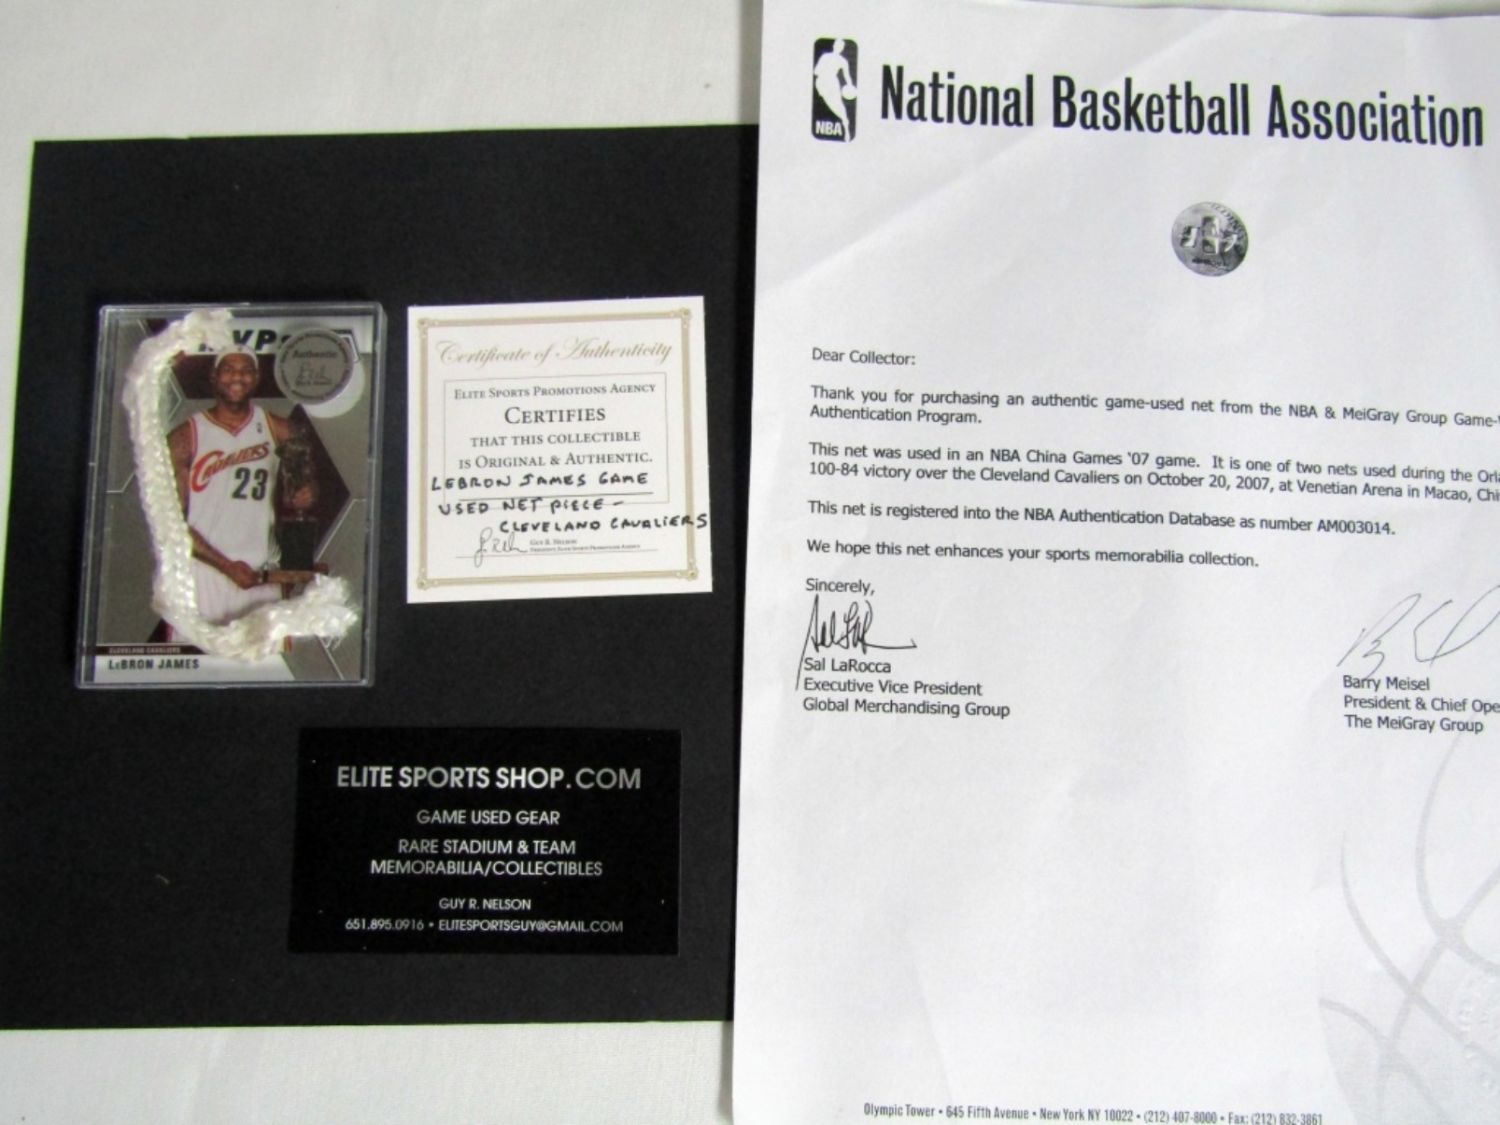 MVPs
Authentic
CAVALIERS
23
CLEVELAND CAVALIERS
LEBRON JAMES
Certificate of Authenticity
ELITE SPORTS PROMOTIONS AGENCY
CERTIFIES
THAT THIS COLLECTIBLE
IS ORIGINAL & AUTHENTIC.
LEBRON JAMES GAME
USED NET PIECE -
CLEVELAND CAVALIERS
GUY R. NELSON
PRESIDENT, ELITE SPORTS PROMOTIONS AGENCY
ELITE SPORTS SHOP.COM
GAME USED GEAR
RARE STADIUM & TEAM
MEMORABILIA/COLLECTIBLES
GUY R. NELSON
651.895.0916 • ELITESPORTSGUY@GMAIL.COM
NBA
National Basketball Association
Dear Collector:
Thank you for purchasing an authentic game-used net from the NBA & MeiGray Group Game-
Authentication Program.
This net was used in an NBA China Games '07 game. It is one of two nets used during the Orl
100-84 victory over the Cleveland Cavaliers on October 20, 2007, at Venetian Arena in Macao, Chi
This net is registered into the NBA Authentication Database as number AM003014.
We hope this net enhances your sports memorabilia collection.
Sincerely,
Sal LaRocca
Executive Vice President
Global Merchandising Group
Barry Meisel
President & Chief Ope
The MeiGray Group
Olympic Tower • 645 Fifth Avenue • New York NY 10022 • (212) 407-8000 • Fax: (212) 832-3861